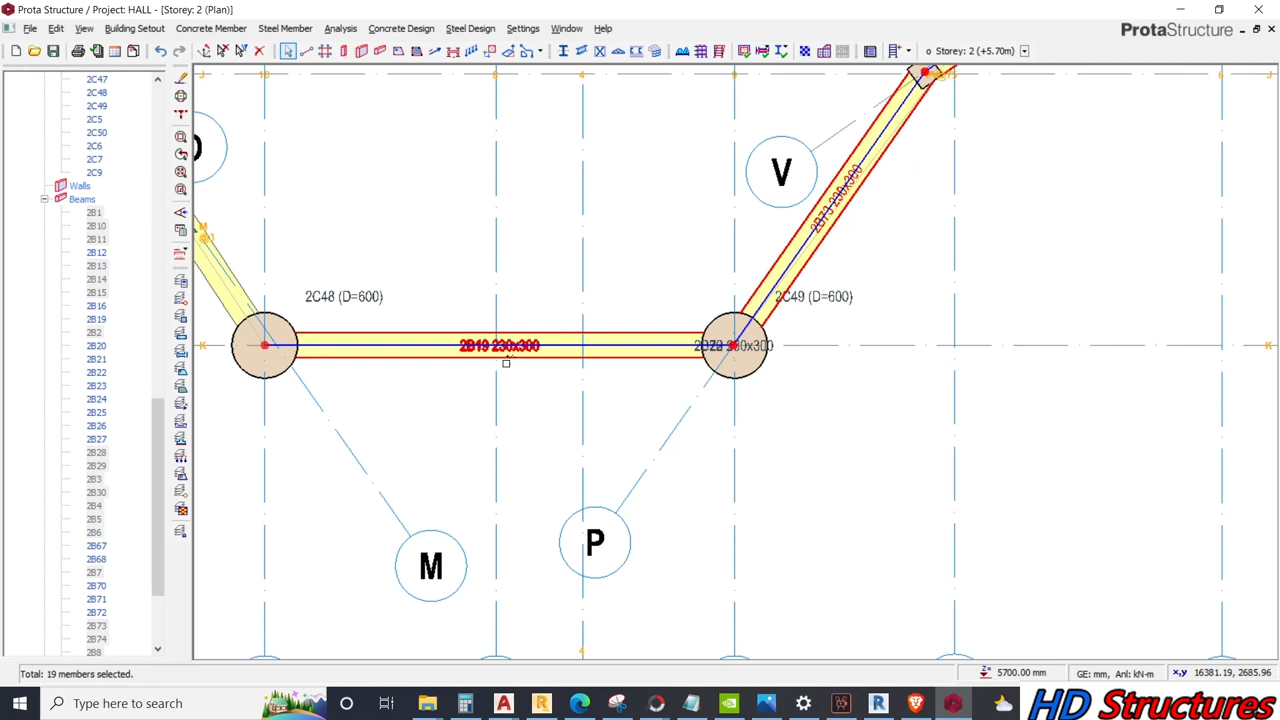 Prota Structure / Project: HALL - [Storey: 2 (Plan)]
File Edit View Building Setout Concrete Member Steel Member Analysis Concrete Design Steel Design Settings Window Help
ProtaStructure
Storey: 2 (+5.70m)
2C47
2C48
2C49
2C5
2C50
2C6
2C7
2C9
Walls
Beams
2B1
2B10
2B11
2B12
2B13
2B14
2B15
2B16
2B19
2B2
2B20
2B21
2B22
2B23
2B24
2B25
2B26
2B27
2B28
2B29
2B3
2B30
2B4
2B5
2B6
2B67
2B68
2B7
2B70
2B71
2B72
2B73
2B74
2B8
J
J
V
2B73 230x300
2C48 (D=600)
2C49 (D=600)
K
2B19 230x300
K
M
P
4
Total: 19 members selected.
5700.00 mm
GE: mm, Anl: kN-m
x,y 16381.19, 2685.96
Type here to search
HD Structures